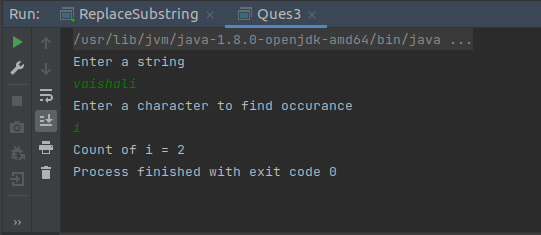 Run: ReplaceSubstring × Ques3 ×
/usr/lib/jvm/java-1.8.0-openjdk-amd64/bin/java ...
Enter a string
vaishali
Enter a character to find occurance
i
Count of i = 2
Process finished with exit code 0